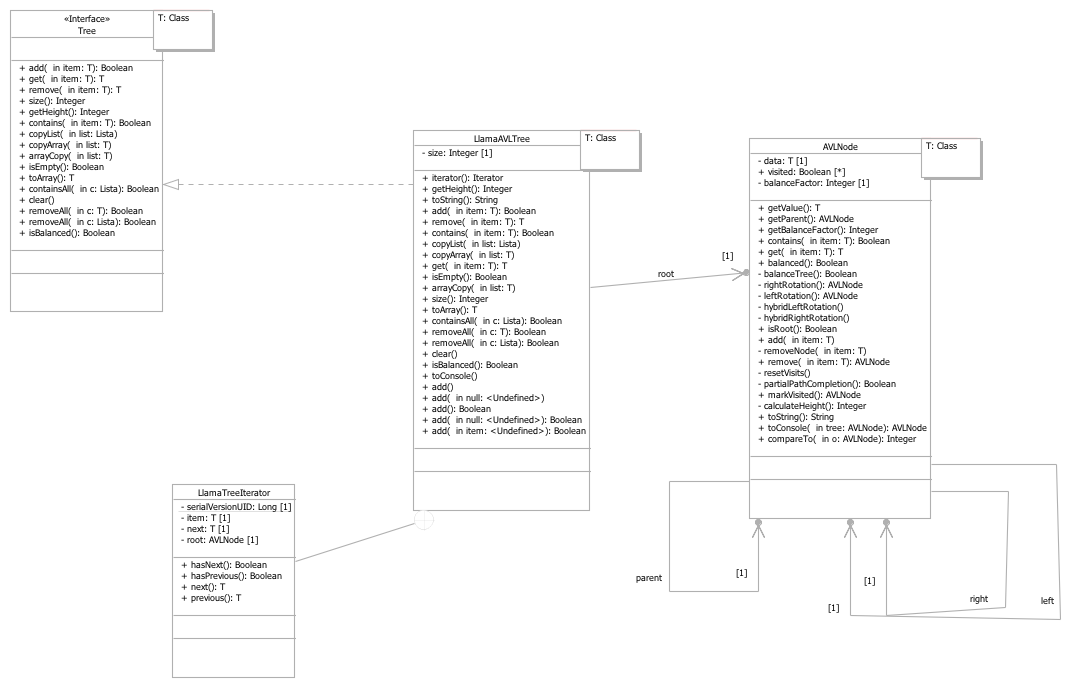 «Interface»
Tree
T: Class
+ add(  in item: T): Boolean
+ get(  in item: T): T
+ remove(  in item: T): T
+ size(): Integer
+ getHeight(): Integer
+ contains(  in item: T): Boolean
+ copyList(  in list: Lista)
+ copyArray(  in list: T)
+ arrayCopy(  in list: T)
+ isEmpty(): Boolean
+ toArray(): T
+ containsAll(  in c: Lista): Boolean
+ clear()
+ removeAll(  in c: T): Boolean
+ removeAll(  in c: Lista): Boolean
+ isBalanced(): Boolean
LlamaAVLTree
T: Class
- size: Integer [1]
+ iterator(): Iterator
+ getHeight(): Integer
+ toString(): String
+ add(  in item: T): Boolean
+ remove(  in item: T): T
+ contains(  in item: T): Boolean
+ copyList(  in list: Lista)
+ copyArray(  in list: T)
+ get(  in item: T): T
+ isEmpty(): Boolean
+ arrayCopy(  in list: T)
+ size(): Integer
+ toArray(): T
+ containsAll(  in c: Lista): Boolean
+ removeAll(  in c: T): Boolean
+ removeAll(  in c: Lista): Boolean
+ clear()
+ isBalanced(): Boolean
+ toConsole()
+ add()
+ add(  in null: <Undefined>)
+ add(): Boolean
+ add(  in null: <Undefined>): Boolean
+ add(  in item: <Undefined>): Boolean
root
[1]
AVLNode
T: Class
- data: T [1]
+ visited: Boolean [*]
- balanceFactor: Integer [1]
+ getValue(): T
+ getParent(): AVLNode
+ getBalanceFactor(): Integer
+ contains(  in item: T): Boolean
+ get(  in item: T): T
+ balanced(): Boolean
- balanceTree(): Boolean
- rightRotation(): AVLNode
- leftRotation(): AVLNode
- hybridLeftRotation()
- hybridRightRotation()
+ isRoot(): Boolean
+ add(  in item: T)
- removeNode(  in item: T)
+ remove(  in item: T): AVLNode
- resetVisits()
- partialPathCompletion(): Boolean
+ markVisited(): AVLNode
- calculateHeight(): Integer
+ toString(): String
+ toConsole(  in tree: AVLNode): AVLNode
+ compareTo(  in o: AVLNode): Integer
parent
[1]
[1]
[1]
right
left
LlamaTreeIterator
- serialVersionUID: Long [1]
- item: T [1]
- next: T [1]
- root: AVLNode [1]
+ hasNext(): Boolean
+ hasPrevious(): Boolean
+ next(): T
+ previous(): T